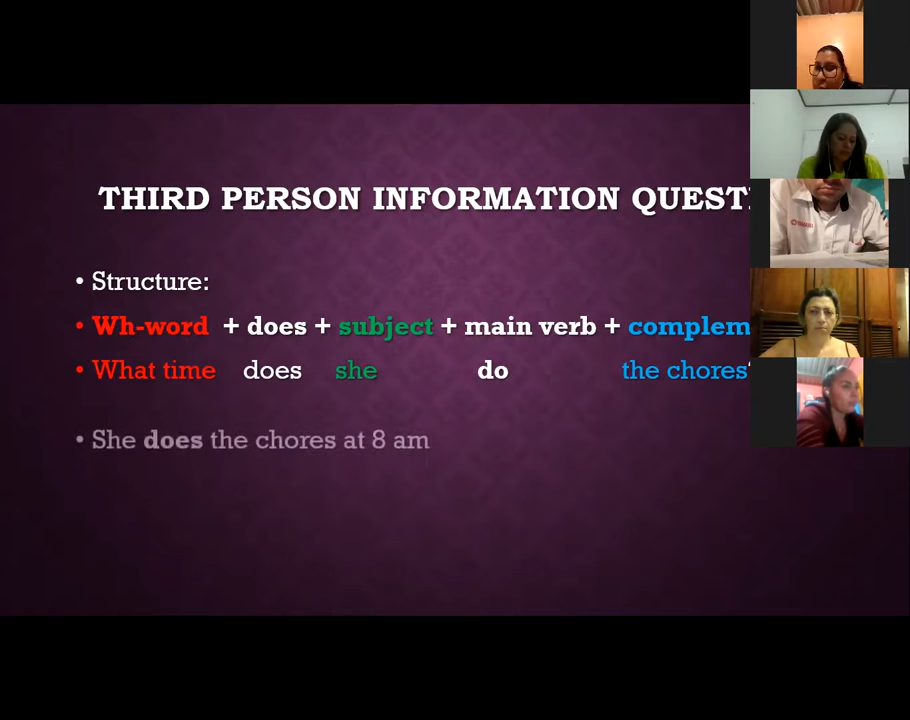 THIRD PERSON INFORMATION QUESTI
• Structure:
• Wh-word + does + subject + main verb + complem
• What time does she do the chores?
• She does the chores at 8 am